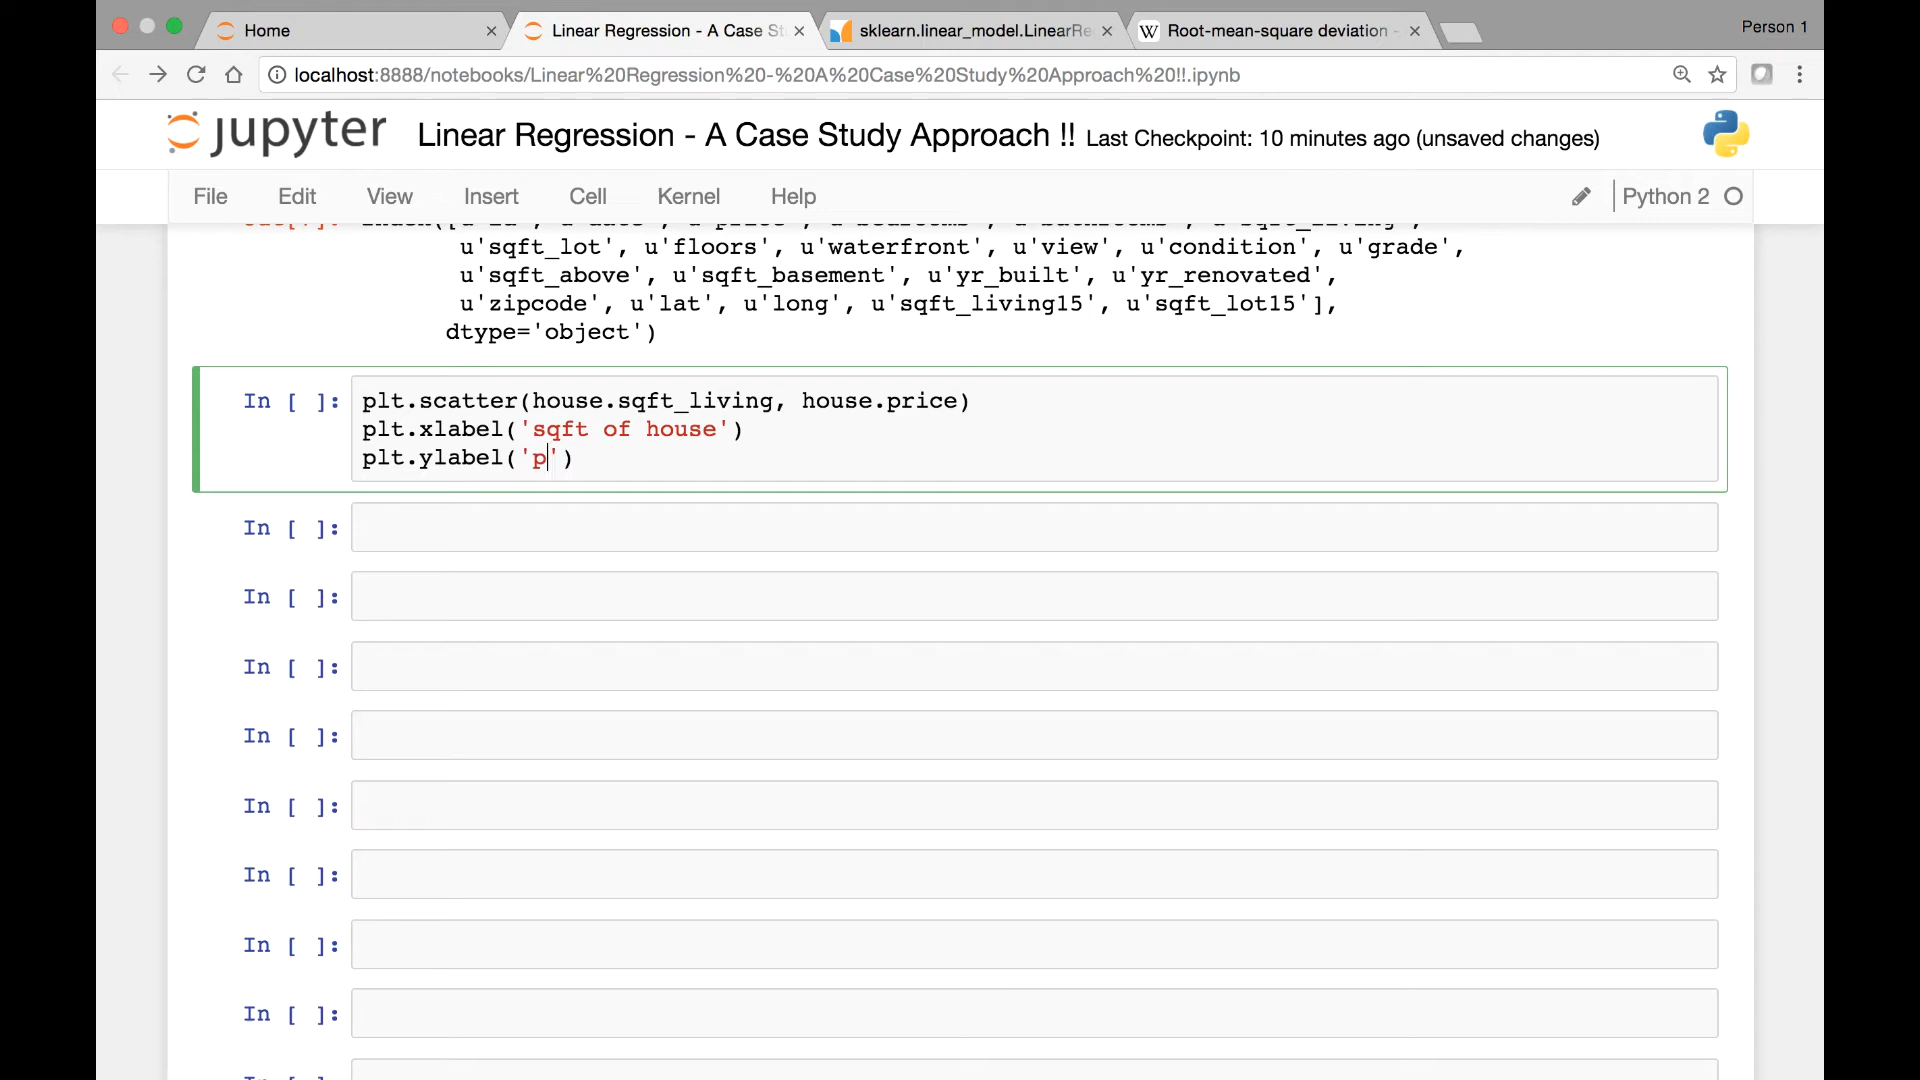 Home
Linear Regression - A Case St
sklearn.linear_model.LinearRe
W Root-mean-square deviation -
Person 1
localhost:8888/notebooks/Linear%20Regression%20-%20A%20Case%20Study%20Approach%20!!.ipynb
jupyter Linear Regression - A Case Study Approach !! Last Checkpoint: 10 minutes ago (unsaved changes)
File Edit View Insert Cell Kernel Help Python 2
u'sqft_lot', u'floors', u'waterfront', u'view', u'condition', u'grade',
u'sqft_above', u'sqft_basement', u'yr_built', u'yr_renovated',
u'zipcode', u'lat', u'long', u'sqft_living15', u'sqft_lot15'],
dtype='object')
In [ ]: plt.scatter(house.sqft_living, house.price)
plt.xlabel('sqft of house')
plt.ylabel('p')
In [ ]:
In [ ]:
In [ ]:
In [ ]:
In [ ]:
In [ ]:
In [ ]:
In [ ]: